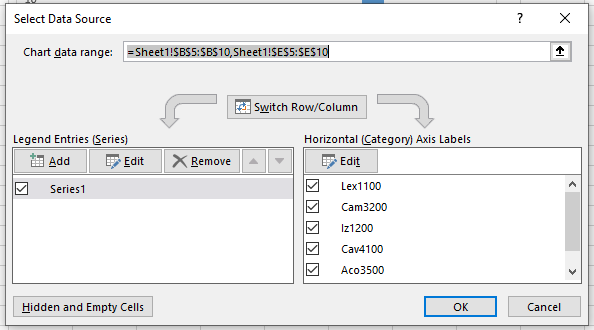 10
Select Data Source
Chart data range: =Sheet1!$B$5:$B$10,Sheet1!$E$5:$E$10
Switch Row/Column
Legend Entries (Series)
Add Edit Remove
Series1
Horizontal (Category) Axis Labels
Edit
Lex1100
Cam3200
Iz1200
Cav4100
Aco3500
Hidden and Empty Cells
OK Cancel